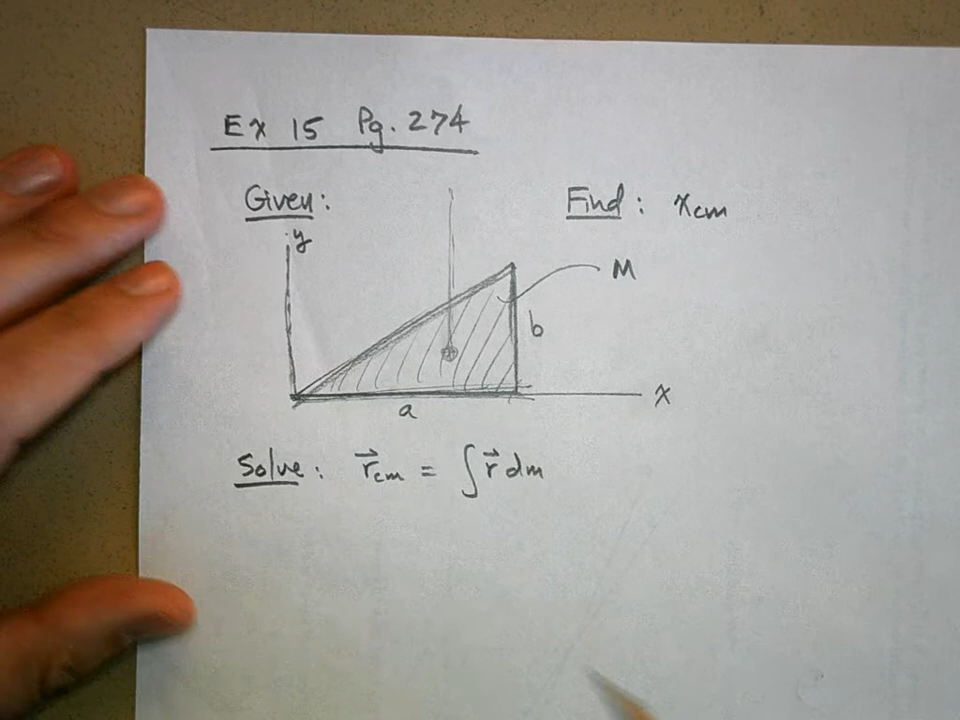 Ex 15 Pg. 274
Given:
Find: xcm
y
M
b
x
a
Solve: r⃗cm = ∫r⃗ dm